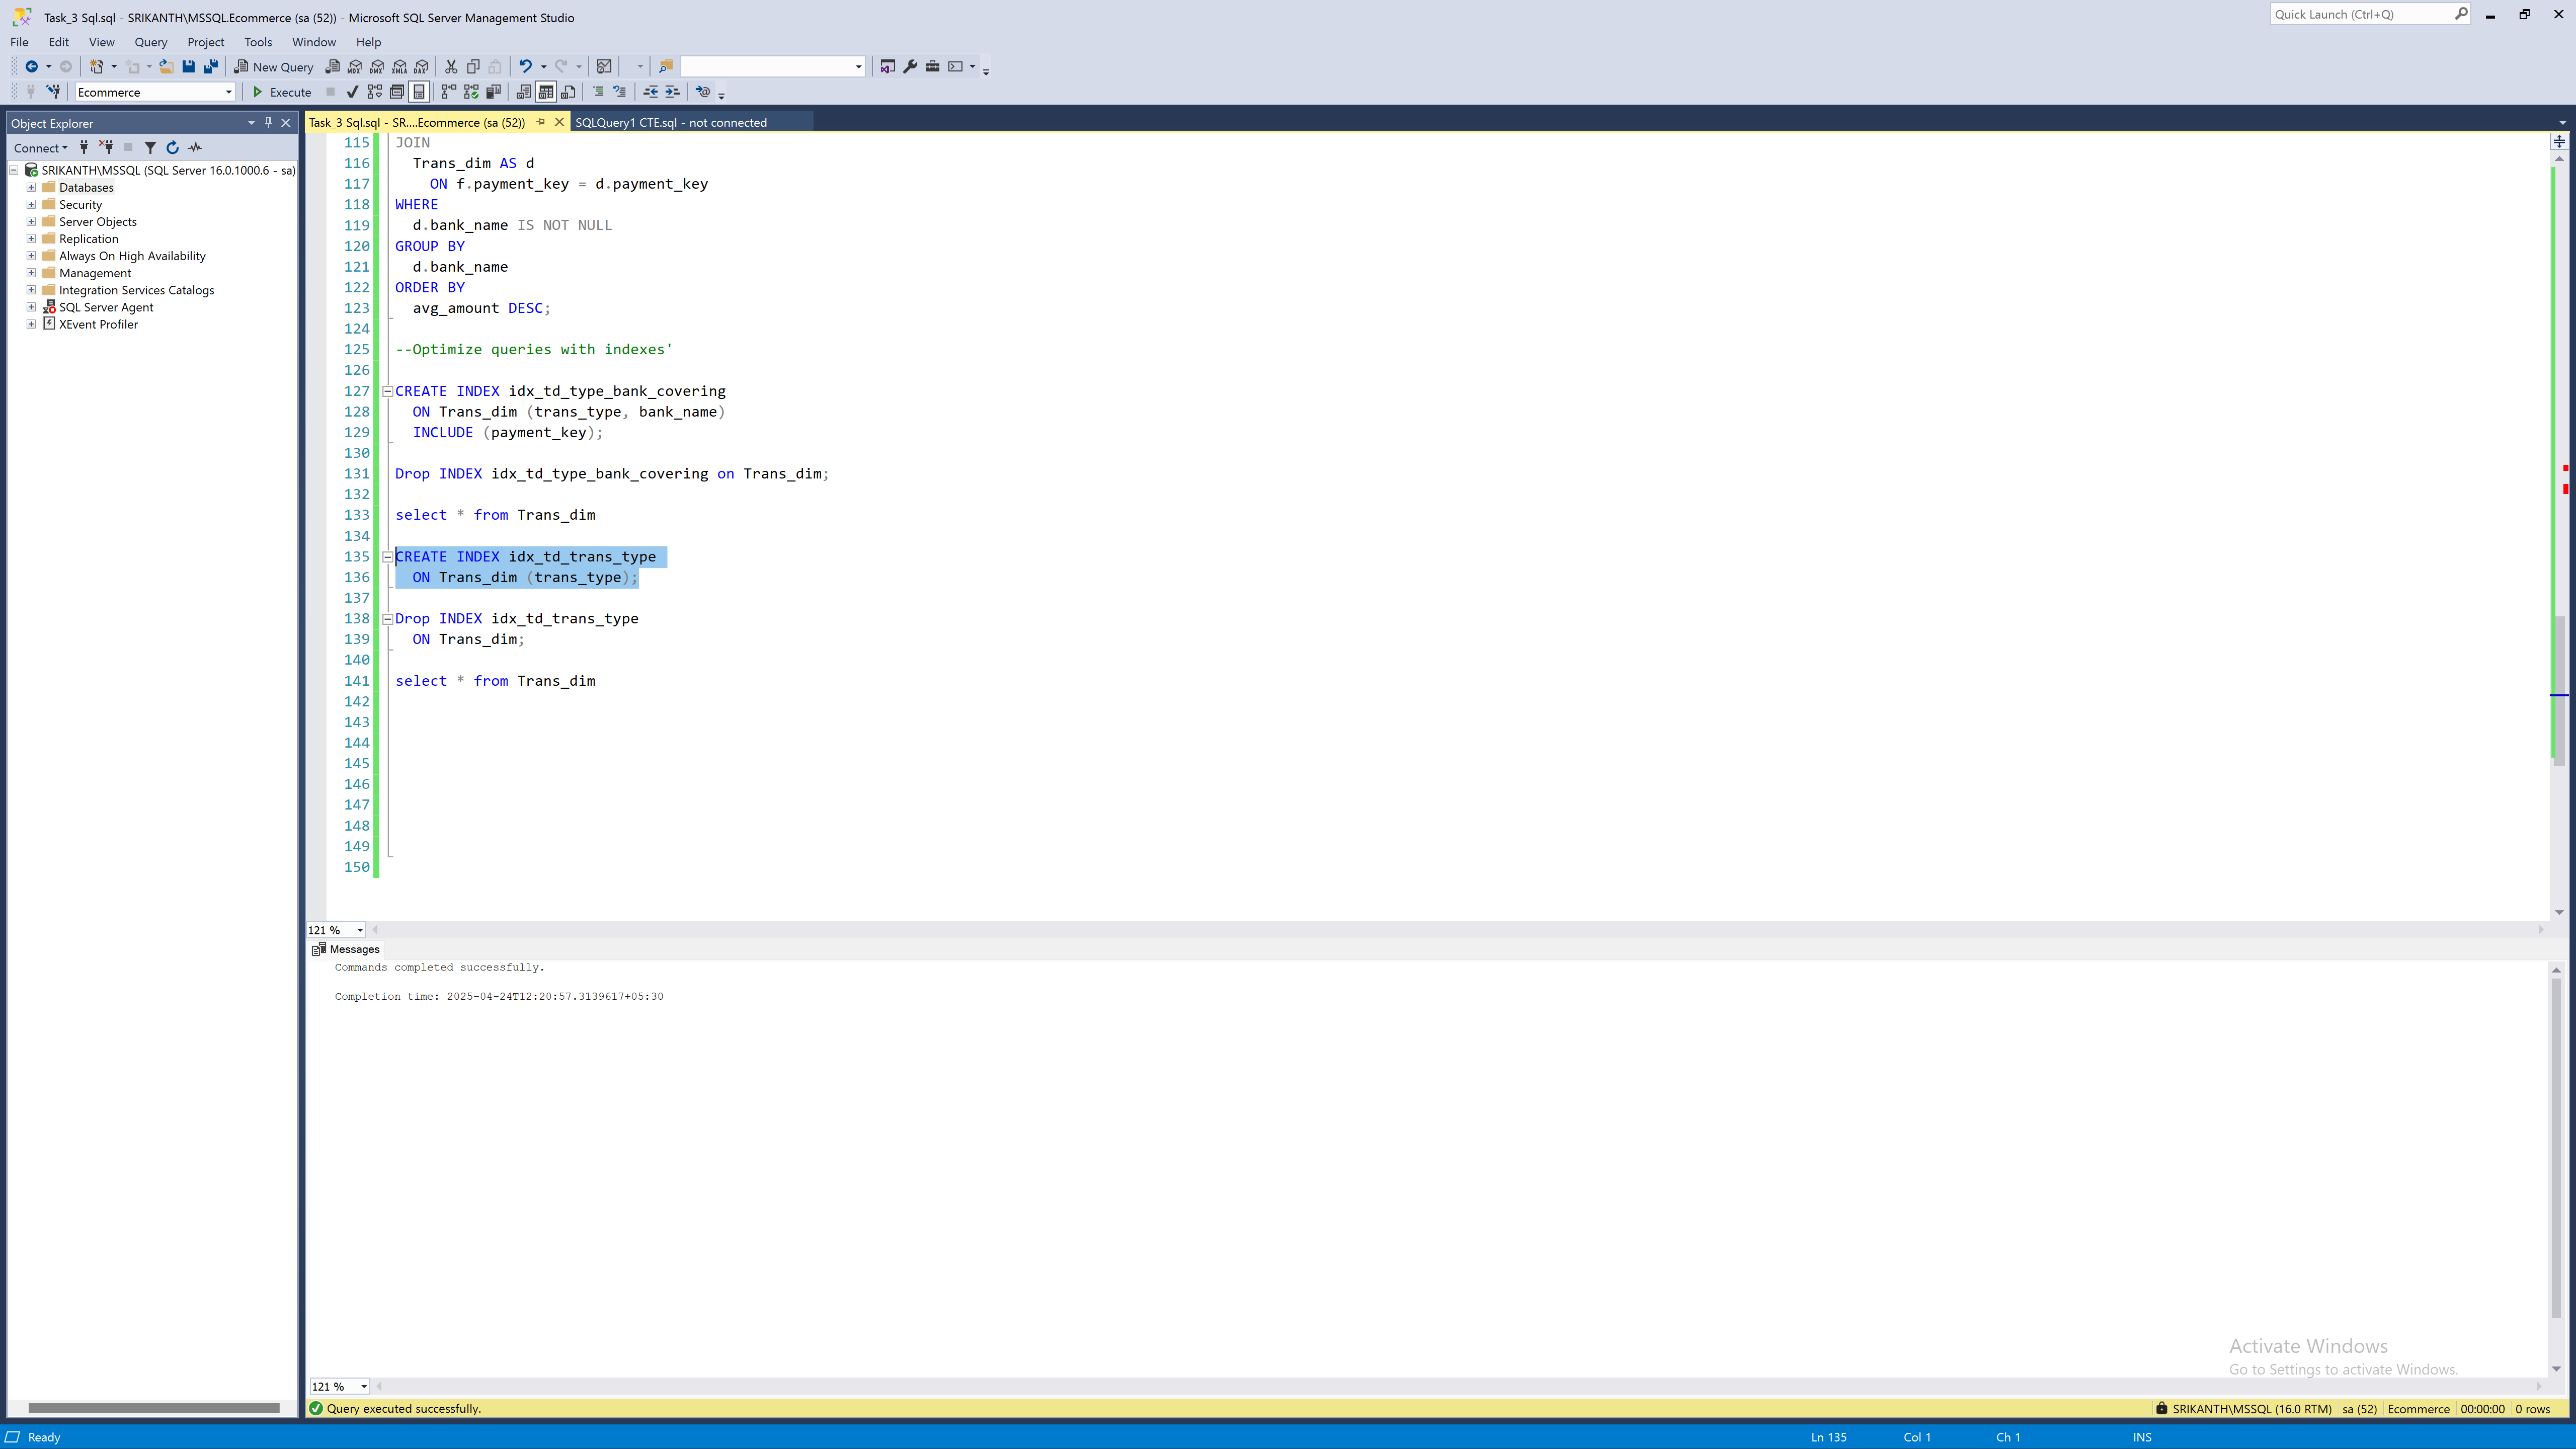 Task_3 Sql.sql - SRIKANTH\MSSQL.Ecommerce (sa (52)) - Microsoft SQL Server Management Studio
Quick Launch (Ctrl+Q)
File Edit View Query Project Tools Window Help
New Query
MDX DMX XMLA DAX
Ecommerce
Execute
Object Explorer
Task_3 Sql.sql - SR....Ecommerce (sa (52))
SQLQuery1 CTE.sql - not connected
Connect
SRIKANTH\MSSQL (SQL Server 16.0.1000.6 - sa)
Databases
Security
Server Objects
Replication
Always On High Availability
Management
Integration Services Catalogs
SQL Server Agent
XEvent Profiler
115 JOIN
116 Trans_dim AS d
117 ON f.payment_key = d.payment_key
118 WHERE
119 d.bank_name IS NOT NULL
120 GROUP BY
121 d.bank_name
122 ORDER BY
123 avg_amount DESC;
124
125 --Optimize queries with indexes'
126
127 CREATE INDEX idx_td_type_bank_covering
128 ON Trans_dim (trans_type, bank_name)
129 INCLUDE (payment_key);
130
131 Drop INDEX idx_td_type_bank_covering on Trans_dim;
132
133 select * from Trans_dim
134
135 CREATE INDEX idx_td_trans_type
136 ON Trans_dim (trans_type);
137
138 Drop INDEX idx_td_trans_type
139 ON Trans_dim;
140
141 select * from Trans_dim
142
143
144
145
146
147
148
149
150
121 %
Messages
Commands completed successfully.
Completion time: 2025-04-24T12:20:57.3139617+05:30
Activate Windows
Go to Settings to activate Windows.
121 %
Query executed successfully.
SRIKANTH\MSSQL (16.0 RTM) sa (52) Ecommerce 00:00:00 0 rows
Ready
Ln 135 Col 1 Ch 1 INS